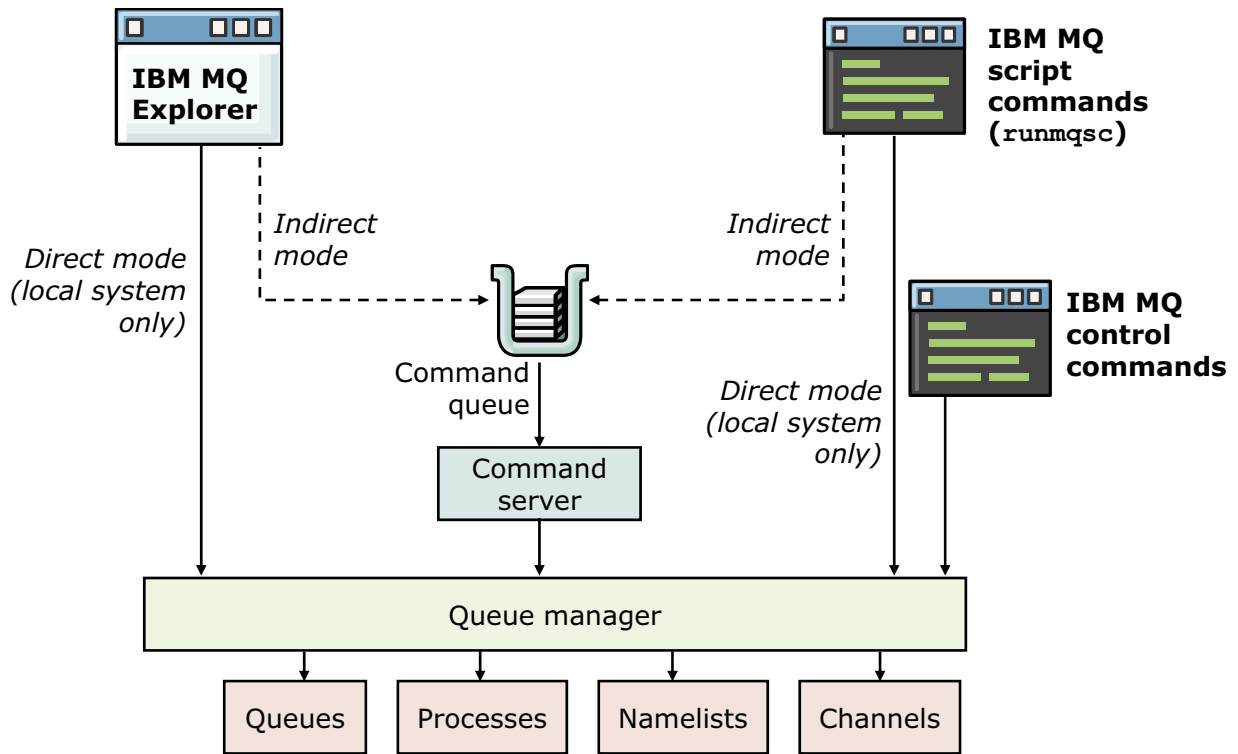 IBM MQ
Explorer
IBM MQ
script
commands
(runmqsc)
Indirect
mode
Indirect
mode
Direct mode
(local system
only)
IBM MQ
control
commands
Command
queue
Direct mode
(local system
only)
Command
server
Queue manager
Queues
Processes
Namelists
Channels